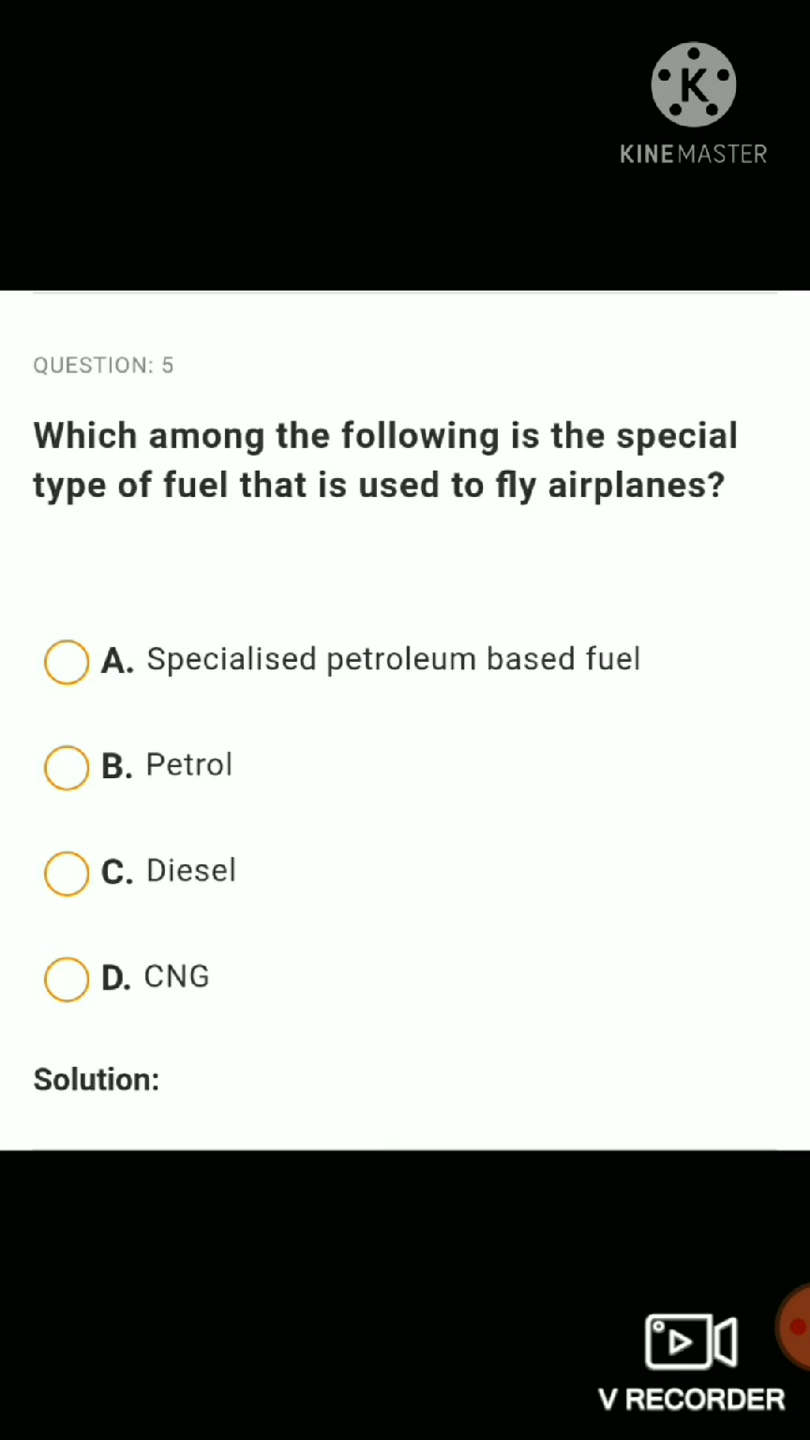 K
KINEMASTER
QUESTION: 5
Which among the following is the special
type of fuel that is used to fly airplanes?
A. Specialised petroleum based fuel
B. Petrol
C. Diesel
D. CNG
Solution:
V RECORDER